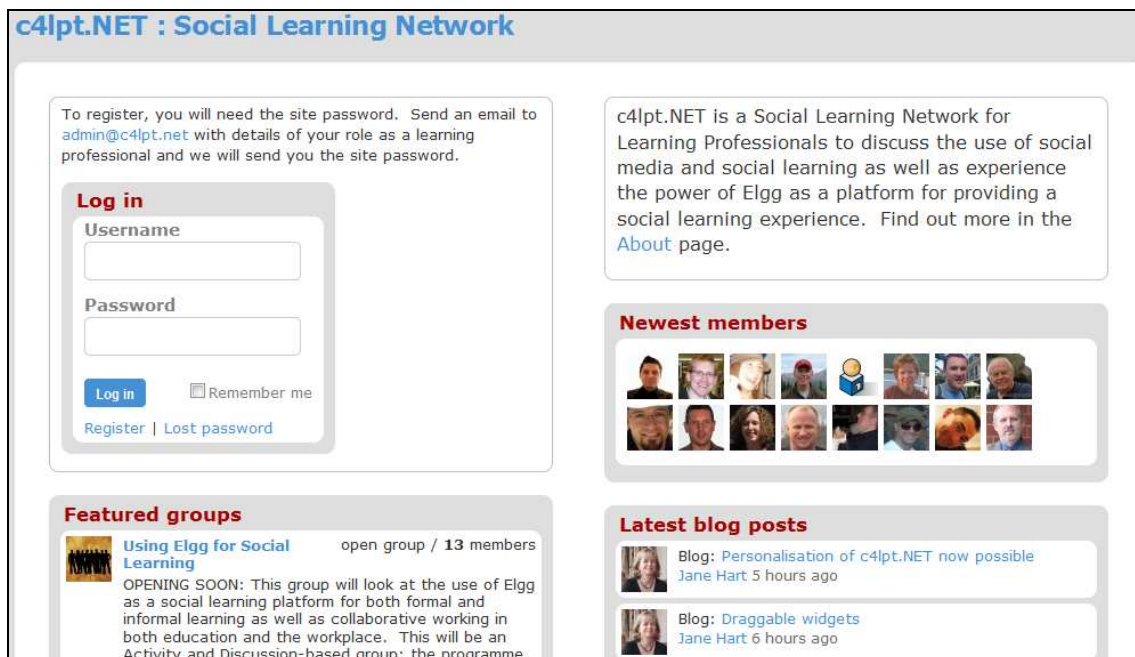 c4lpt.NET : Social Learning Network
To register, you will need the site password. Send an email to
admin@c4lpt.net with details of your role as a learning
professional and we will send you the site password.
Log in
Username
Password
Log in
Remember me
Register | Lost password
Featured groups
Using Elgg for Social
Learning
open group / 13 members
OPENING SOON: This group will look at the use of Elgg
as a social learning platform for both formal and
informal learning as well as collaborative working in
both education and the workplace. This will be an
Activity and Discussion-based group: the programme
c4lpt.NET is a Social Learning Network for
Learning Professionals to discuss the use of social
media and social learning as well as experience
the power of Elgg as a platform for providing a
social learning experience. Find out more in the
About page.
Newest members
Latest blog posts
Blog: Personalisation of c4lpt.NET now possible
Jane Hart 5 hours ago
Blog: Draggable widgets
Jane Hart 6 hours ago